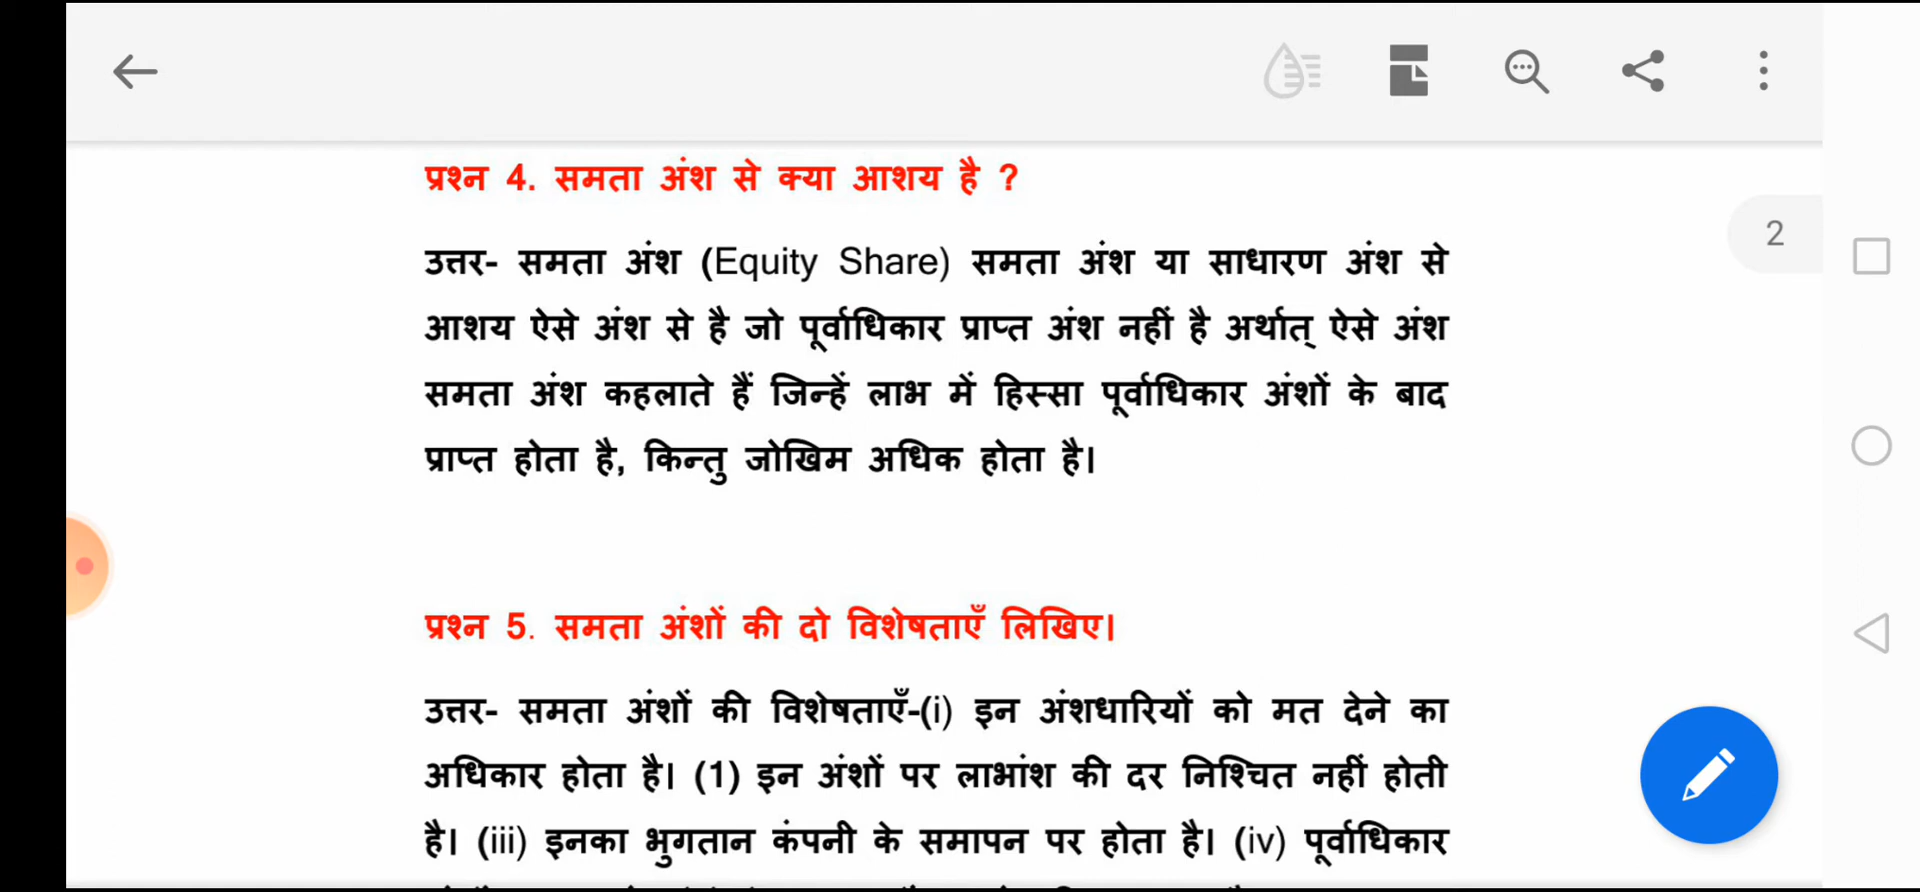 2
प्रश्न 4. समता अंश से क्या आशय है ?
उत्तर- समता अंश (Equity Share) समता अंश या साधारण अंश से
आशय ऐसे अंश से है जो पूर्वाधिकार प्राप्त अंश नहीं है अर्थात् ऐसे अंश
समता अंश कहलाते हैं जिन्हें लाभ में हिस्सा पूर्वाधिकार अंशों के बाद
प्राप्त होता है, किन्तु जोखिम अधिक होता है।
प्रश्न 5. समता अंशों की दो विशेषताएँ लिखिए।
उत्तर- समता अंशों की विशेषताएँ-(i) इन अंशधारियों को मत देने का
अधिकार होता है। (1) इन अंशों पर लाभांश की दर निश्चित नहीं होती
है। (iii) इनका भुगतान कंपनी के समापन पर होता है। (iv) पूर्वाधिकार